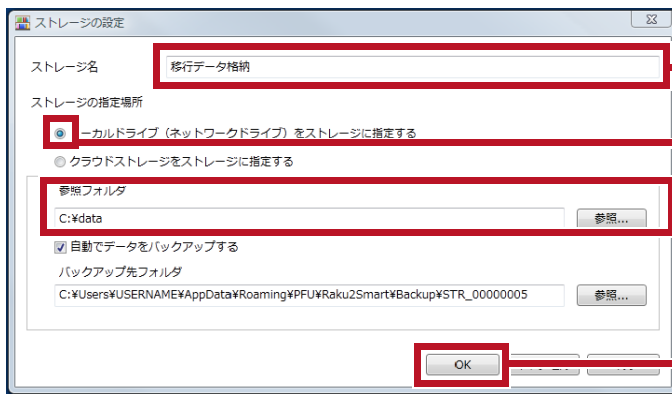 ストレージの設定
ストレージ名 移行データ格納
ストレージの指定場所
ーカルドライブ（ネットワークドライブ）をストレージに指定する
クラウドストレージをストレージに指定する
参照フォルダ
C:¥data 参照...
自動でデータをバックアップする
バックアップ先フォルダ
C:¥Users¥USERNAME¥AppData¥Roaming¥PFU¥Raku2Smart¥Backup¥STR_00000005 参照...
OK